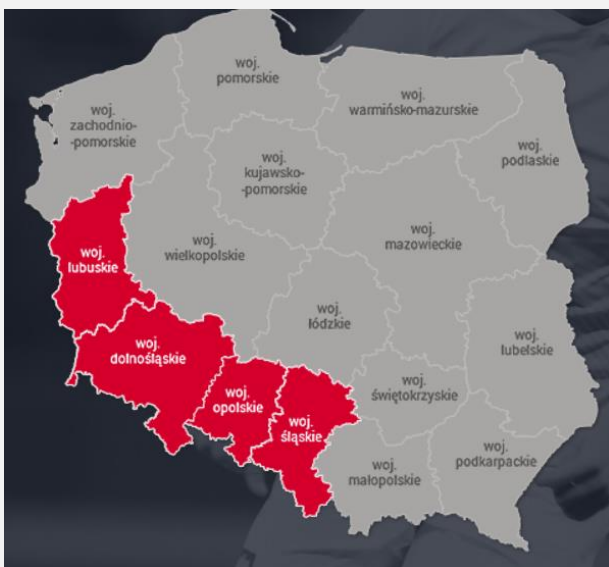 woj.
pomorskie
woj.
warmińsko-mazurskie
woj.
zachodnio-
-pomorskie
woj.
podlaskie
woj.
kujawsko-
-pomorskie
woj.
mazowieckie
woj.
wielkopolskie
woj.
lubuskie
woj.
łódzkie
woj.
lubelskie
woj.
dolnośląskie
woj.
opolskie
woj.
świętokrzyskie
woj.
śląskie
woj.
podkarpackie
woj.
małopolskie